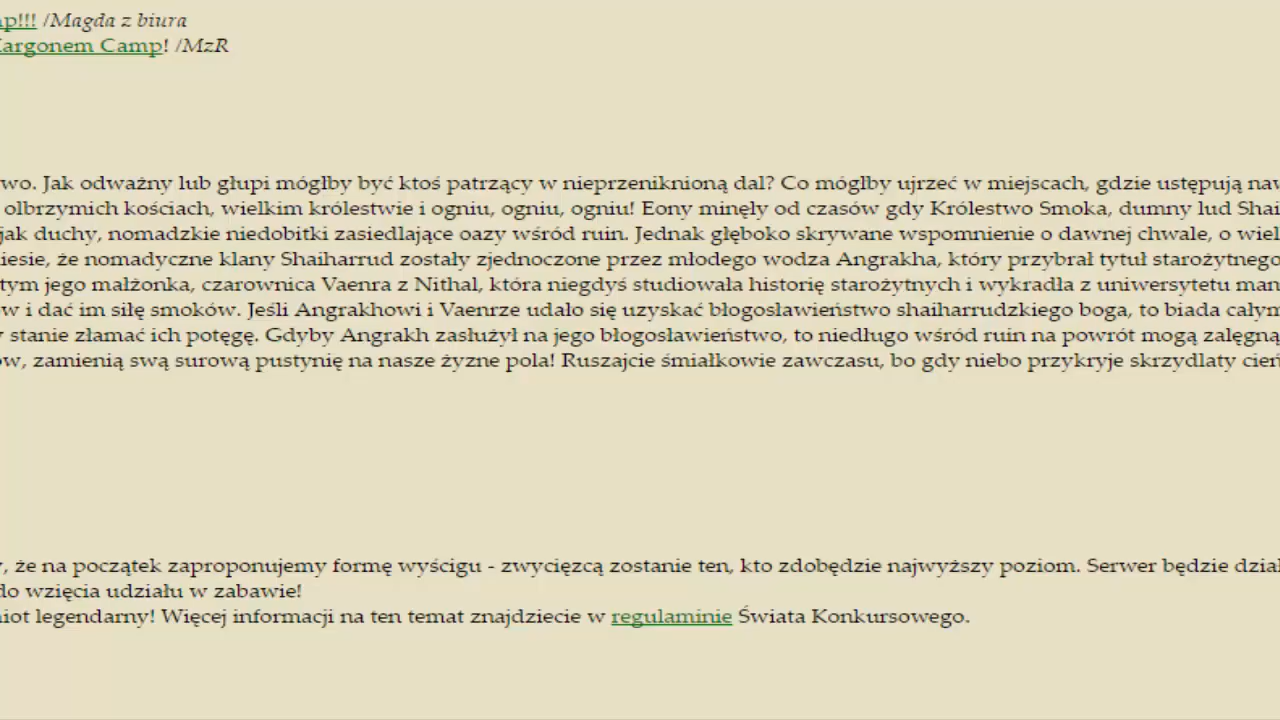 p!!! /Magda z biura
Margonem Camp! /MzR
wo. Jak odważny lub głupi mógłby być ktoś patrzący w nieprzeniknioną dal? Co mógłby ujrzeć w miejscach, gdzie ustępują naw
olbrzymich kościach, wielkim królestwie i ogniu, ogniu, ogniu! Eony minęły od czasów gdy Królestwo Smoka, dumny lud Shai
jak duchy, nomadzkie niedobitki zasiedlające oazy wśród ruin. Jednak głęboko skrywane wspomnienie o dawnej chwale, o wiel
iesie, że nomadyczne klany Shaiharrud zostały zjednoczone przez młodego wodza Angrakha, który przybrał tytuł starożytnego
tym jego małżonka, czarownica Vaenra z Nithal, która niegdyś studiowała historię starożytnych i wykradła z uniwersytetu man
w i dać im siłę smoków. Jeśli Angrakhowi i Vaenrze udało się uzyskać błogosławieństwo shaiharrudzkiego boga, to biada całym
stanie złamać ich potęgę. Gdyby Angrakh zasłużył na jego błogosławieństwo, to niedługo wśród ruin na powrót mogą zalęgną
ów, zamienią swą surową pustynię na nasze żyzne pola! Ruszajcie śmiałkowie zawczasu, bo gdy niebo przykryje skrzydlaty cień
, że na początek zaproponujemy formę wyścigu - zwycięzcą zostanie ten, kto zdobędzie najwyższy poziom. Serwer będzie dział
do wzięcia udziału w zabawie!
iot legendarny! Więcej informacji na ten temat znajdziecie w regulaminie Świata Konkursowego.